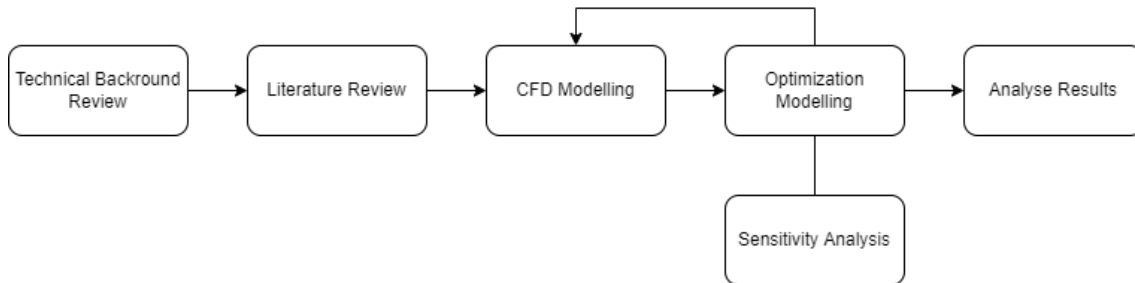 Technical Backround
Review
Literature Review
CFD Modelling
Optimization
Modelling
Analyse Results
Sensitivity Analysis